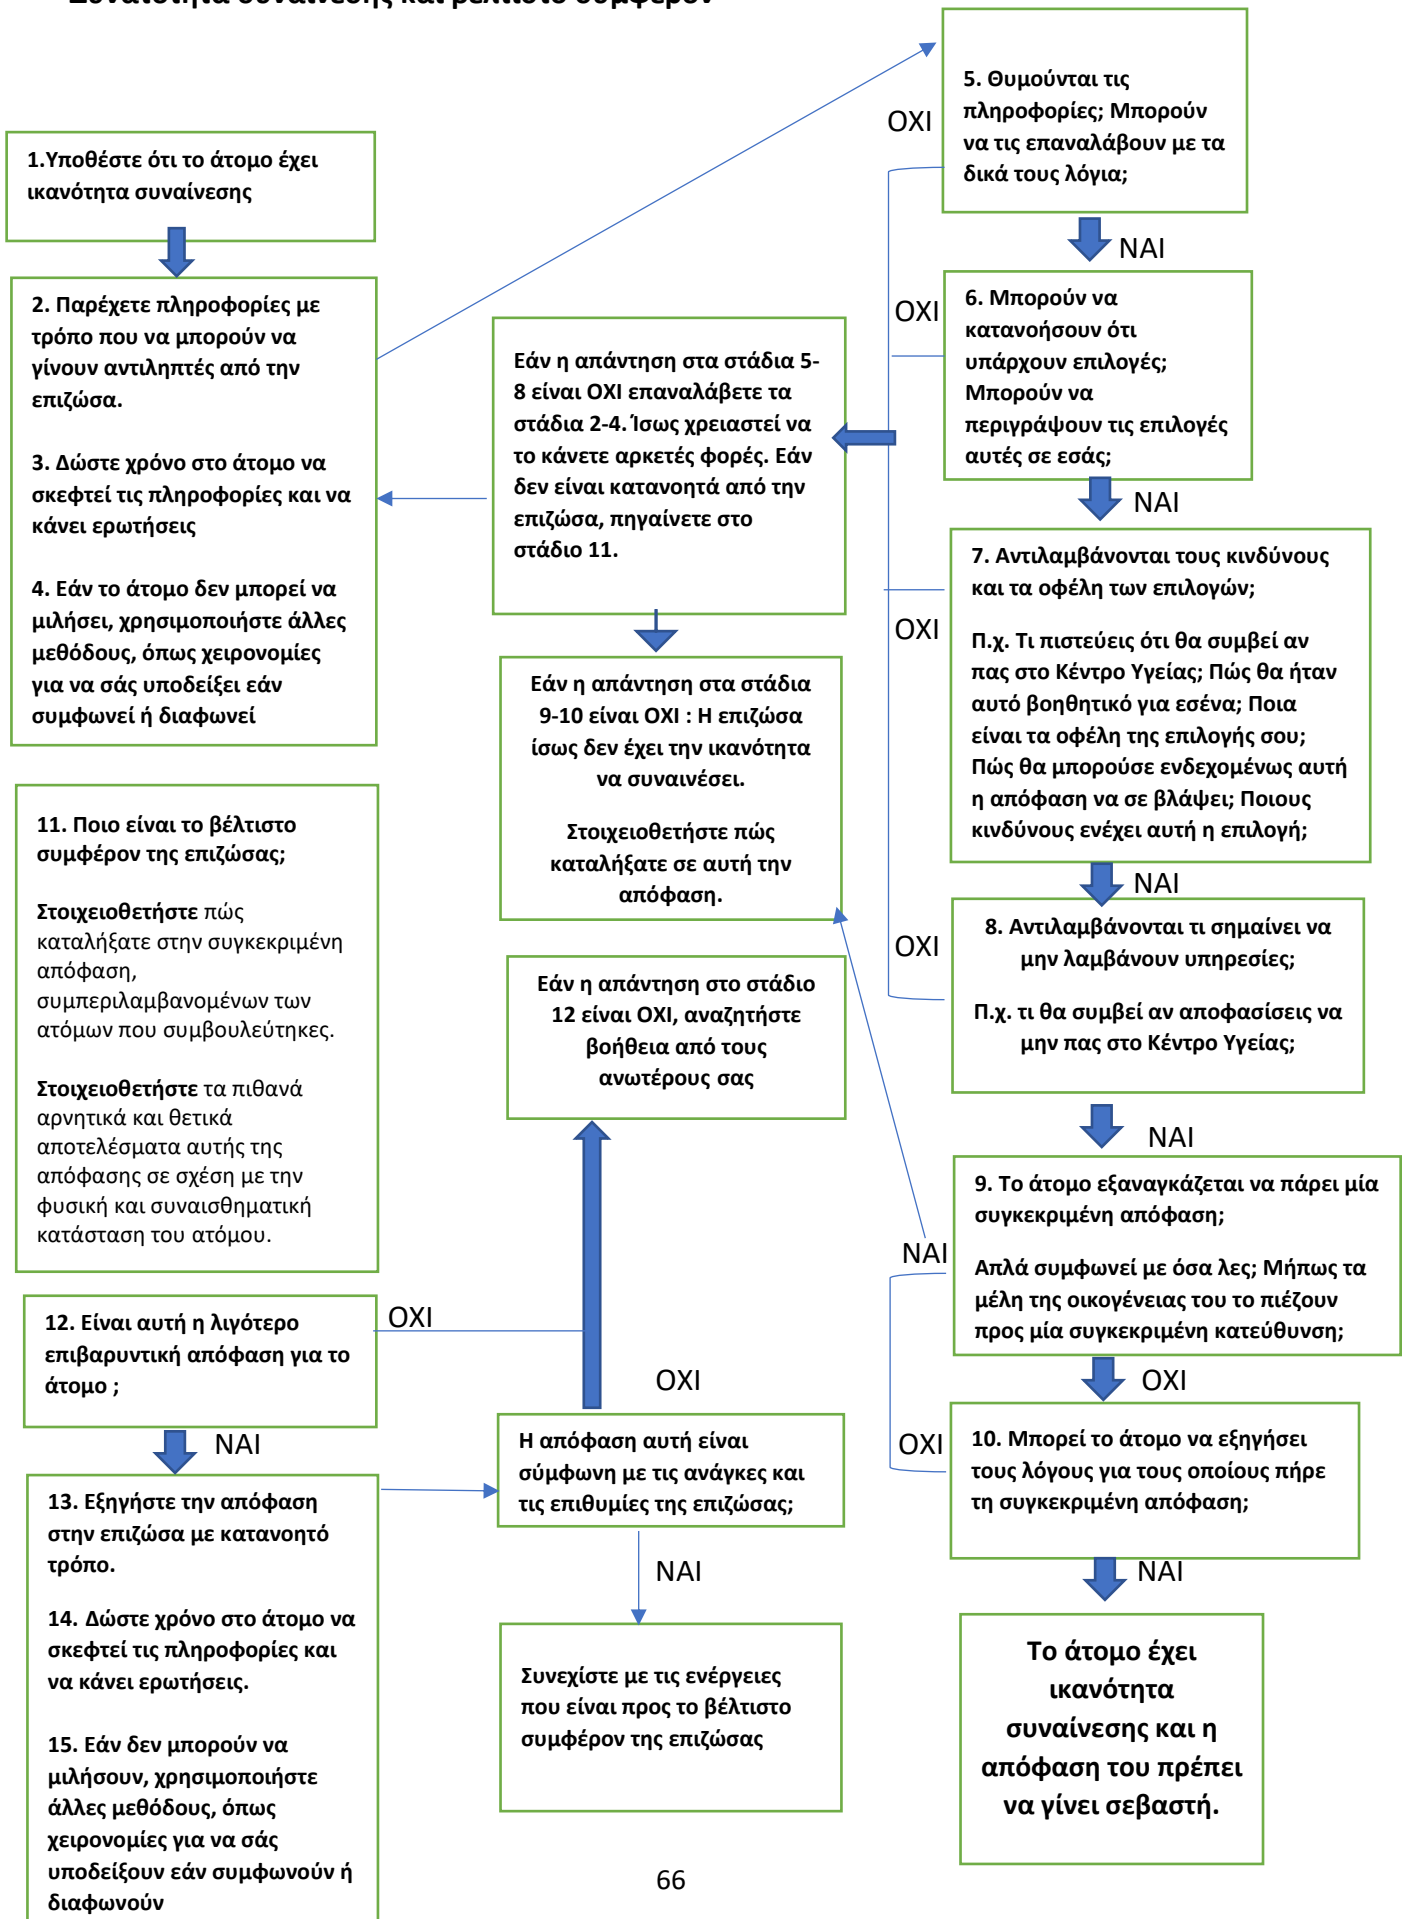 Δυνατότητα συναίνεσης και βέλτιστο συμφέρον
1.Υποθέστε ότι το άτομο έχει
ικανότητα συναίνεσης
2. Παρέχετε πληροφορίες με
τρόπο που να μπορούν να
γίνουν αντιληπτές από την
επιζώσα.
3. Δώστε χρόνο στο άτομο να
σκεφτεί τις πληροφορίες και να
κάνει ερωτήσεις
4. Εάν το άτομο δεν μπορεί να
μιλήσει, χρησιμοποιήστε άλλες
μεθόδους, όπως χειρονομίες
για να σάς υποδείξει εάν
συμφωνεί ή διαφωνεί
5. Θυμούνται τις
πληροφορίες; Μπορούν
να τις επαναλάβουν με τα
δικά τους λόγια;
ΟΧΙ
ΝΑΙ
6. Μπορούν να
κατανοήσουν ότι
υπάρχουν επιλογές;
Μπορούν να
περιγράψουν τις επιλογές
αυτές σε εσάς;
ΟΧΙ
ΝΑΙ
7. Αντιλαμβάνονται τους κινδύνους
και τα οφέλη των επιλογών;
Π.χ. Τι πιστεύεις ότι θα συμβεί αν
πας στο Κέντρο Υγείας; Πώς θα ήταν
αυτό βοηθητικό για εσένα; Ποια
είναι τα οφέλη της επιλογής σου;
Πώς θα μπορούσε ενδεχομένως αυτή
η απόφαση να σε βλάψει; Ποιους
κινδύνους ενέχει αυτή η επιλογή;
ΟΧΙ
ΝΑΙ
8. Αντιλαμβάνονται τι σημαίνει να
μην λαμβάνουν υπηρεσίες;
Π.χ. τι θα συμβεί αν αποφασίσεις να
μην πας στο Κέντρο Υγείας;
ΟΧΙ
ΝΑΙ
Εάν η απάντηση στα στάδια 5-
8 είναι ΟΧΙ επαναλάβετε τα
στάδια 2-4. Ίσως χρειαστεί να
το κάνετε αρκετές φορές. Εάν
δεν είναι κατανοητά από την
επιζώσα, πηγαίνετε στο
στάδιο 11.
Εάν η απάντηση στα στάδια
9-10 είναι ΟΧΙ : Η επιζώσα
ίσως δεν έχει την ικανότητα
να συναινέσει.
Στοιχειοθετήστε πώς
καταλήξατε σε αυτή την
απόφαση.
9. Το άτομο εξαναγκάζεται να πάρει μία
συγκεκριμένη απόφαση;
Απλά συμφωνεί με όσα λες; Μήπως τα
μέλη της οικογένειας του το πιέζουν
προς μία συγκεκριμένη κατεύθυνση;
ΝΑΙ
ΟΧΙ
10. Μπορεί το άτομο να εξηγήσει
τους λόγους για τους οποίους πήρε
τη συγκεκριμένη απόφαση;
ΟΧΙ
ΝΑΙ
Το άτομο έχει
ικανότητα
συναίνεσης και η
απόφαση του πρέπει
να γίνει σεβαστή.
11. Ποιο είναι το βέλτιστο
συμφέρον της επιζώσας;
Στοιχειοθετήστε πώς
καταλήξατε στην συγκεκριμένη
απόφαση,
συμπεριλαμβανομένων των
ατόμων που συμβουλεύτηκες.
Στοιχειοθετήστε τα πιθανά
αρνητικά και θετικά
αποτελέσματα αυτής της
απόφασης σε σχέση με την
φυσική και συναισθηματική
κατάσταση του ατόμου.
12. Είναι αυτή η λιγότερο
επιβαρυντική απόφαση για το
άτομο ;
ΟΧΙ
ΝΑΙ
Εάν η απάντηση στο στάδιο
12 είναι ΟΧΙ, αναζητήστε
βοήθεια από τους
ανωτέρους σας
13. Εξηγήστε την απόφαση
στην επιζώσα με κατανοητό
τρόπο.
14. Δώστε χρόνο στο άτομο να
σκεφτεί τις πληροφορίες και
να κάνει ερωτήσεις.
15. Εάν δεν μπορούν να
μιλήσουν, χρησιμοποιήστε
άλλες μεθόδους, όπως
χειρονομίες για να σάς
υποδείξουν εάν συμφωνούν ή
διαφωνούν
ΟΧΙ
Η απόφαση αυτή είναι
σύμφωνη με τις ανάγκες και
τις επιθυμίες της επιζώσας;
ΝΑΙ
Συνεχίστε με τις ενέργειες
που είναι προς το βέλτιστο
συμφέρον της επιζώσας
66